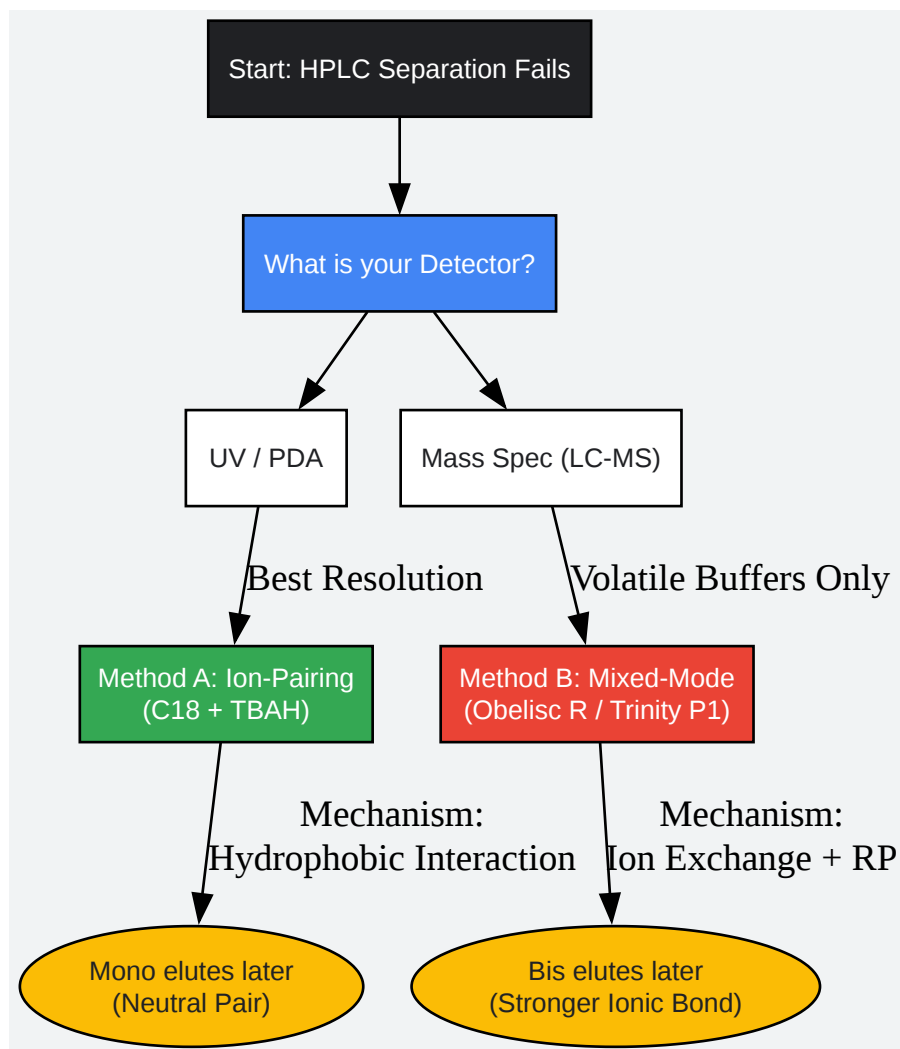 Start: HPLC Separation Fails
What is your Detector?
UV / PDA
Mass Spec (LC-MS)
Best Resolution
Volatile Buffers Only
Method A: Ion-Pairing
(C18 + TBAH)
Method B: Mixed-Mode
(Obelisc R / Trinity P1)
Mechanism:
Hydrophobic Interaction
Mechanism:
Ion Exchange + RP
Mono elutes later
(Neutral Pair)
Bis elutes later
(Stronger Ionic Bond)